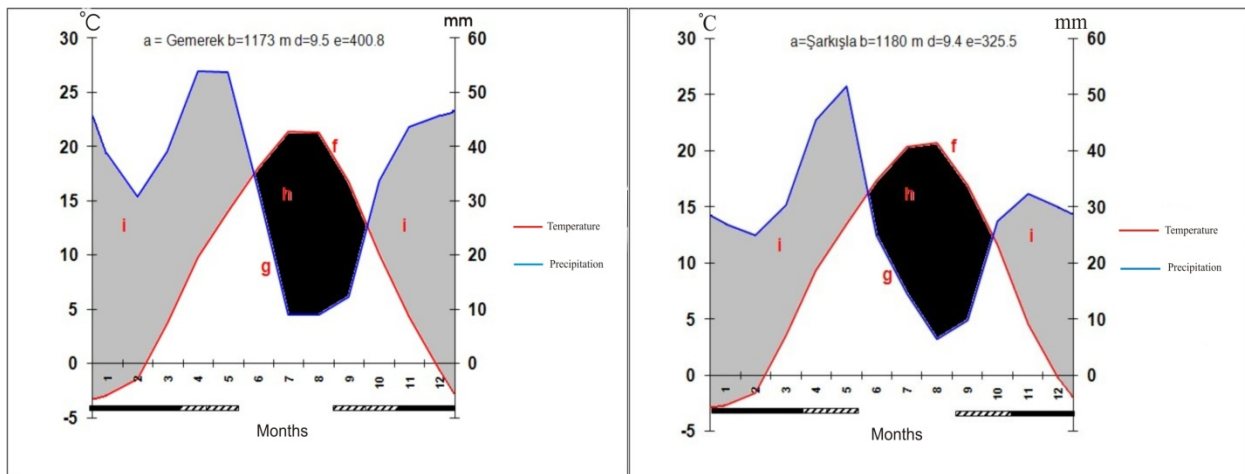 °C mm
a = Gemerek b=1173 m d=9.5 e=400.8
30 60
25 50
20 40
15 30
10 20
5 10
0 0
-5
f
h
i i
g
Temperature
Precipitation
1 2 3 4 5 6 7 8 9 10 11 12
Months
°C mm
a=Şarkışla b=1180 m d=9.4 e=325.5
30 60
25 50
20 40
15 30
10 20
5 10
0 0
-5
f
h
i i
g
Temperature
Precipitation
1 2 3 4 5 6 7 8 9 10 11 12
Months